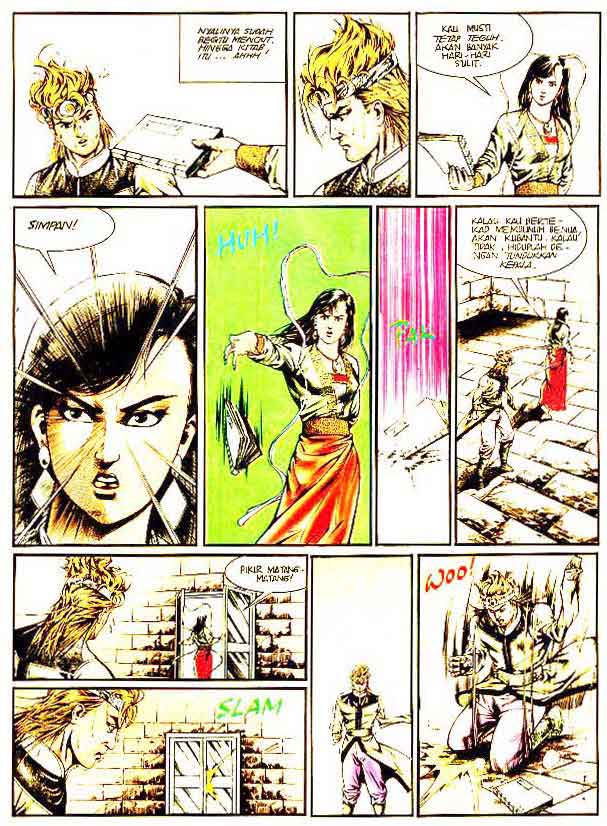 NYALINYA SUDAH
BEGITU MENCUT,
HINGGA KITAB
ITU ... AHHH!
KAU MUSTI
TETAP TEGUH.
AKAN BANYAK
HARI-HARI
SULIT.
SIMPAN!
HUH!
TAK
KALAU KAU BERTE-
KAD MEMBUNUH BENUA,
AKAN KUBANTU. KALAU
TIDAK, HIDUPLAH DE-
NGAN TUNDUKKAN
KEPALA.
PIKIR MATANG-
MATANG!
SLAM
WOO!